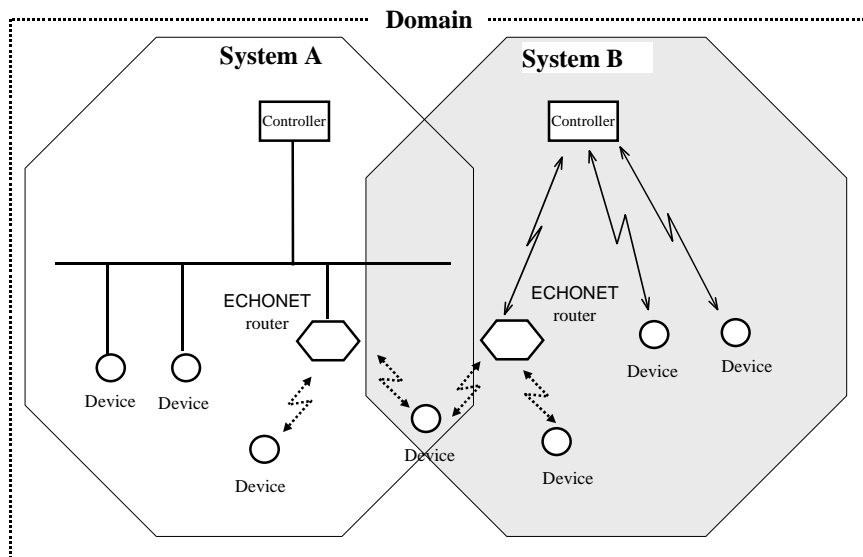 Domain
System A
System B
Controller
Controller
ECHONET
router
ECHONET
router
Device
Device
Device
Device
Device
Device
Device